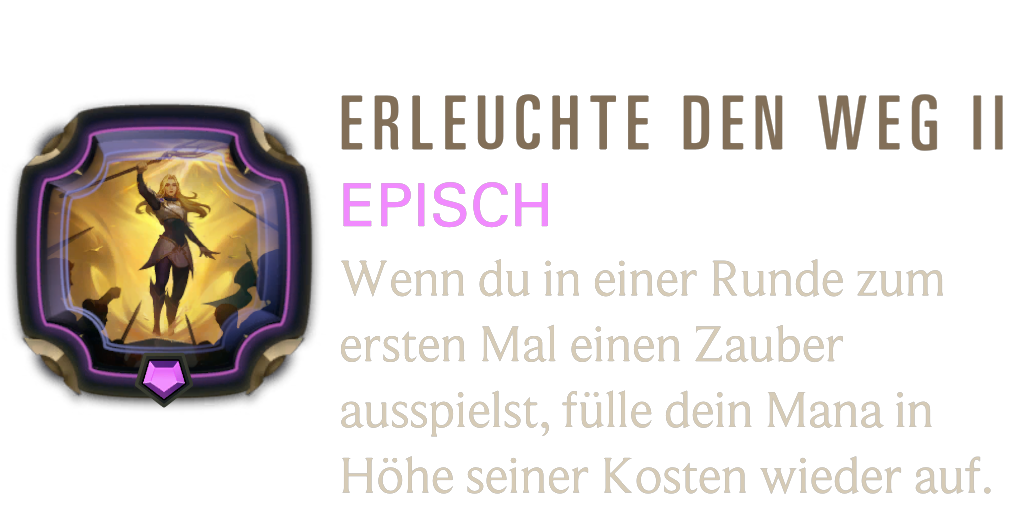 ERLEUCHTE DEN WEG II
EPISCH
Wenn du in einer Runde zum
ersten Mal einen Zauber
ausspielst, fülle dein Mana in
Höhe seiner Kosten wieder auf.